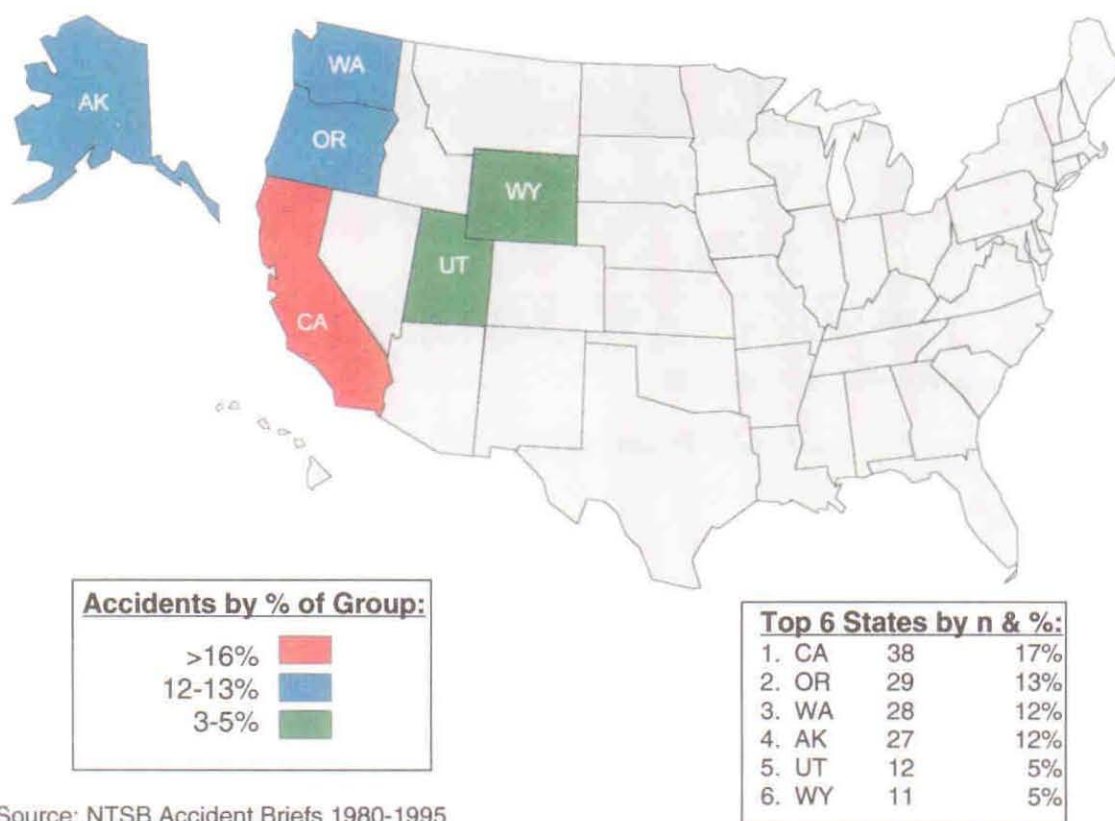 AK
WA
OR
WY
UT
CA
Accidents by % of Group:
>16%
12-13%
3-5%
Top 6 States by n & %:
1. CA 38 17%
2. OR 29 13%
3. WA 28 12%
4. AK 27 12%
5. UT 12 5%
6. WY 11 5%
Source: NTSB Accident Briefs 1980-1995